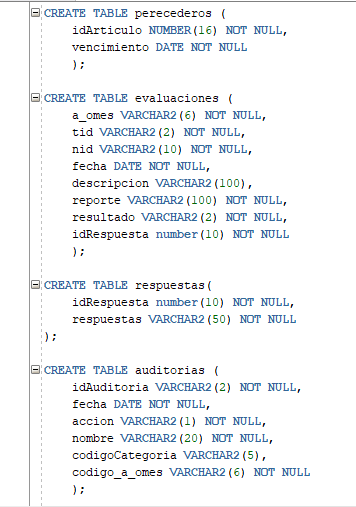 CREATE TABLE perecederos (
idArticulo NUMBER(16) NOT NULL,
vencimiento DATE NOT NULL
);
CREATE TABLE evaluaciones (
a_omes VARCHAR2(6) NOT NULL,
tid VARCHAR2(2) NOT NULL,
nid VARCHAR2(10) NOT NULL,
fecha DATE NOT NULL,
descripcion VARCHAR2(100),
reporte VARCHAR2(100) NOT NULL,
resultado VARCHAR2(2) NOT NULL,
idRespuesta number(10) NOT NULL
);
CREATE TABLE respuestas(
idRespuesta number(10) NOT NULL,
respuestas VARCHAR2(50) NOT NULL
);
CREATE TABLE auditorias (
idAuditoria VARCHAR2(2) NOT NULL,
fecha DATE NOT NULL,
accion VARCHAR2(1) NOT NULL,
nombre VARCHAR2(20) NOT NULL,
codigoCategoria VARCHAR2(5),
codigo_a_omes VARCHAR2(6) NOT NULL
);